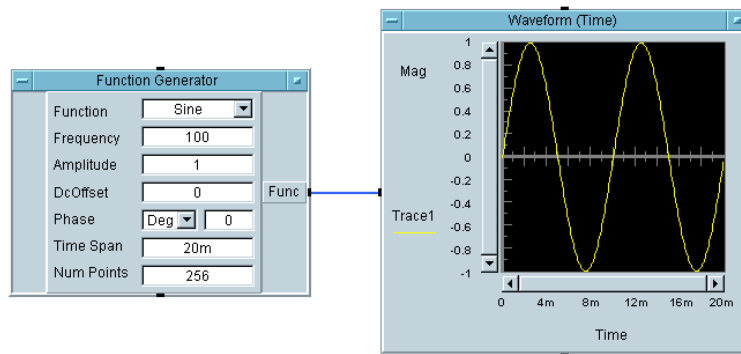 Function Generator
Function Sine
Frequency 100
Amplitude 1
DcOffset 0
Phase Deg 0
Time Span 20m
Num Points 256
Func
Waveform (Time)
Mag
Trace1
1
0.8
0.6
0.4
0.2
0
-0.2
-0.4
-0.6
-0.8
-1
0 4m 8m 12m 16m 20m
Time